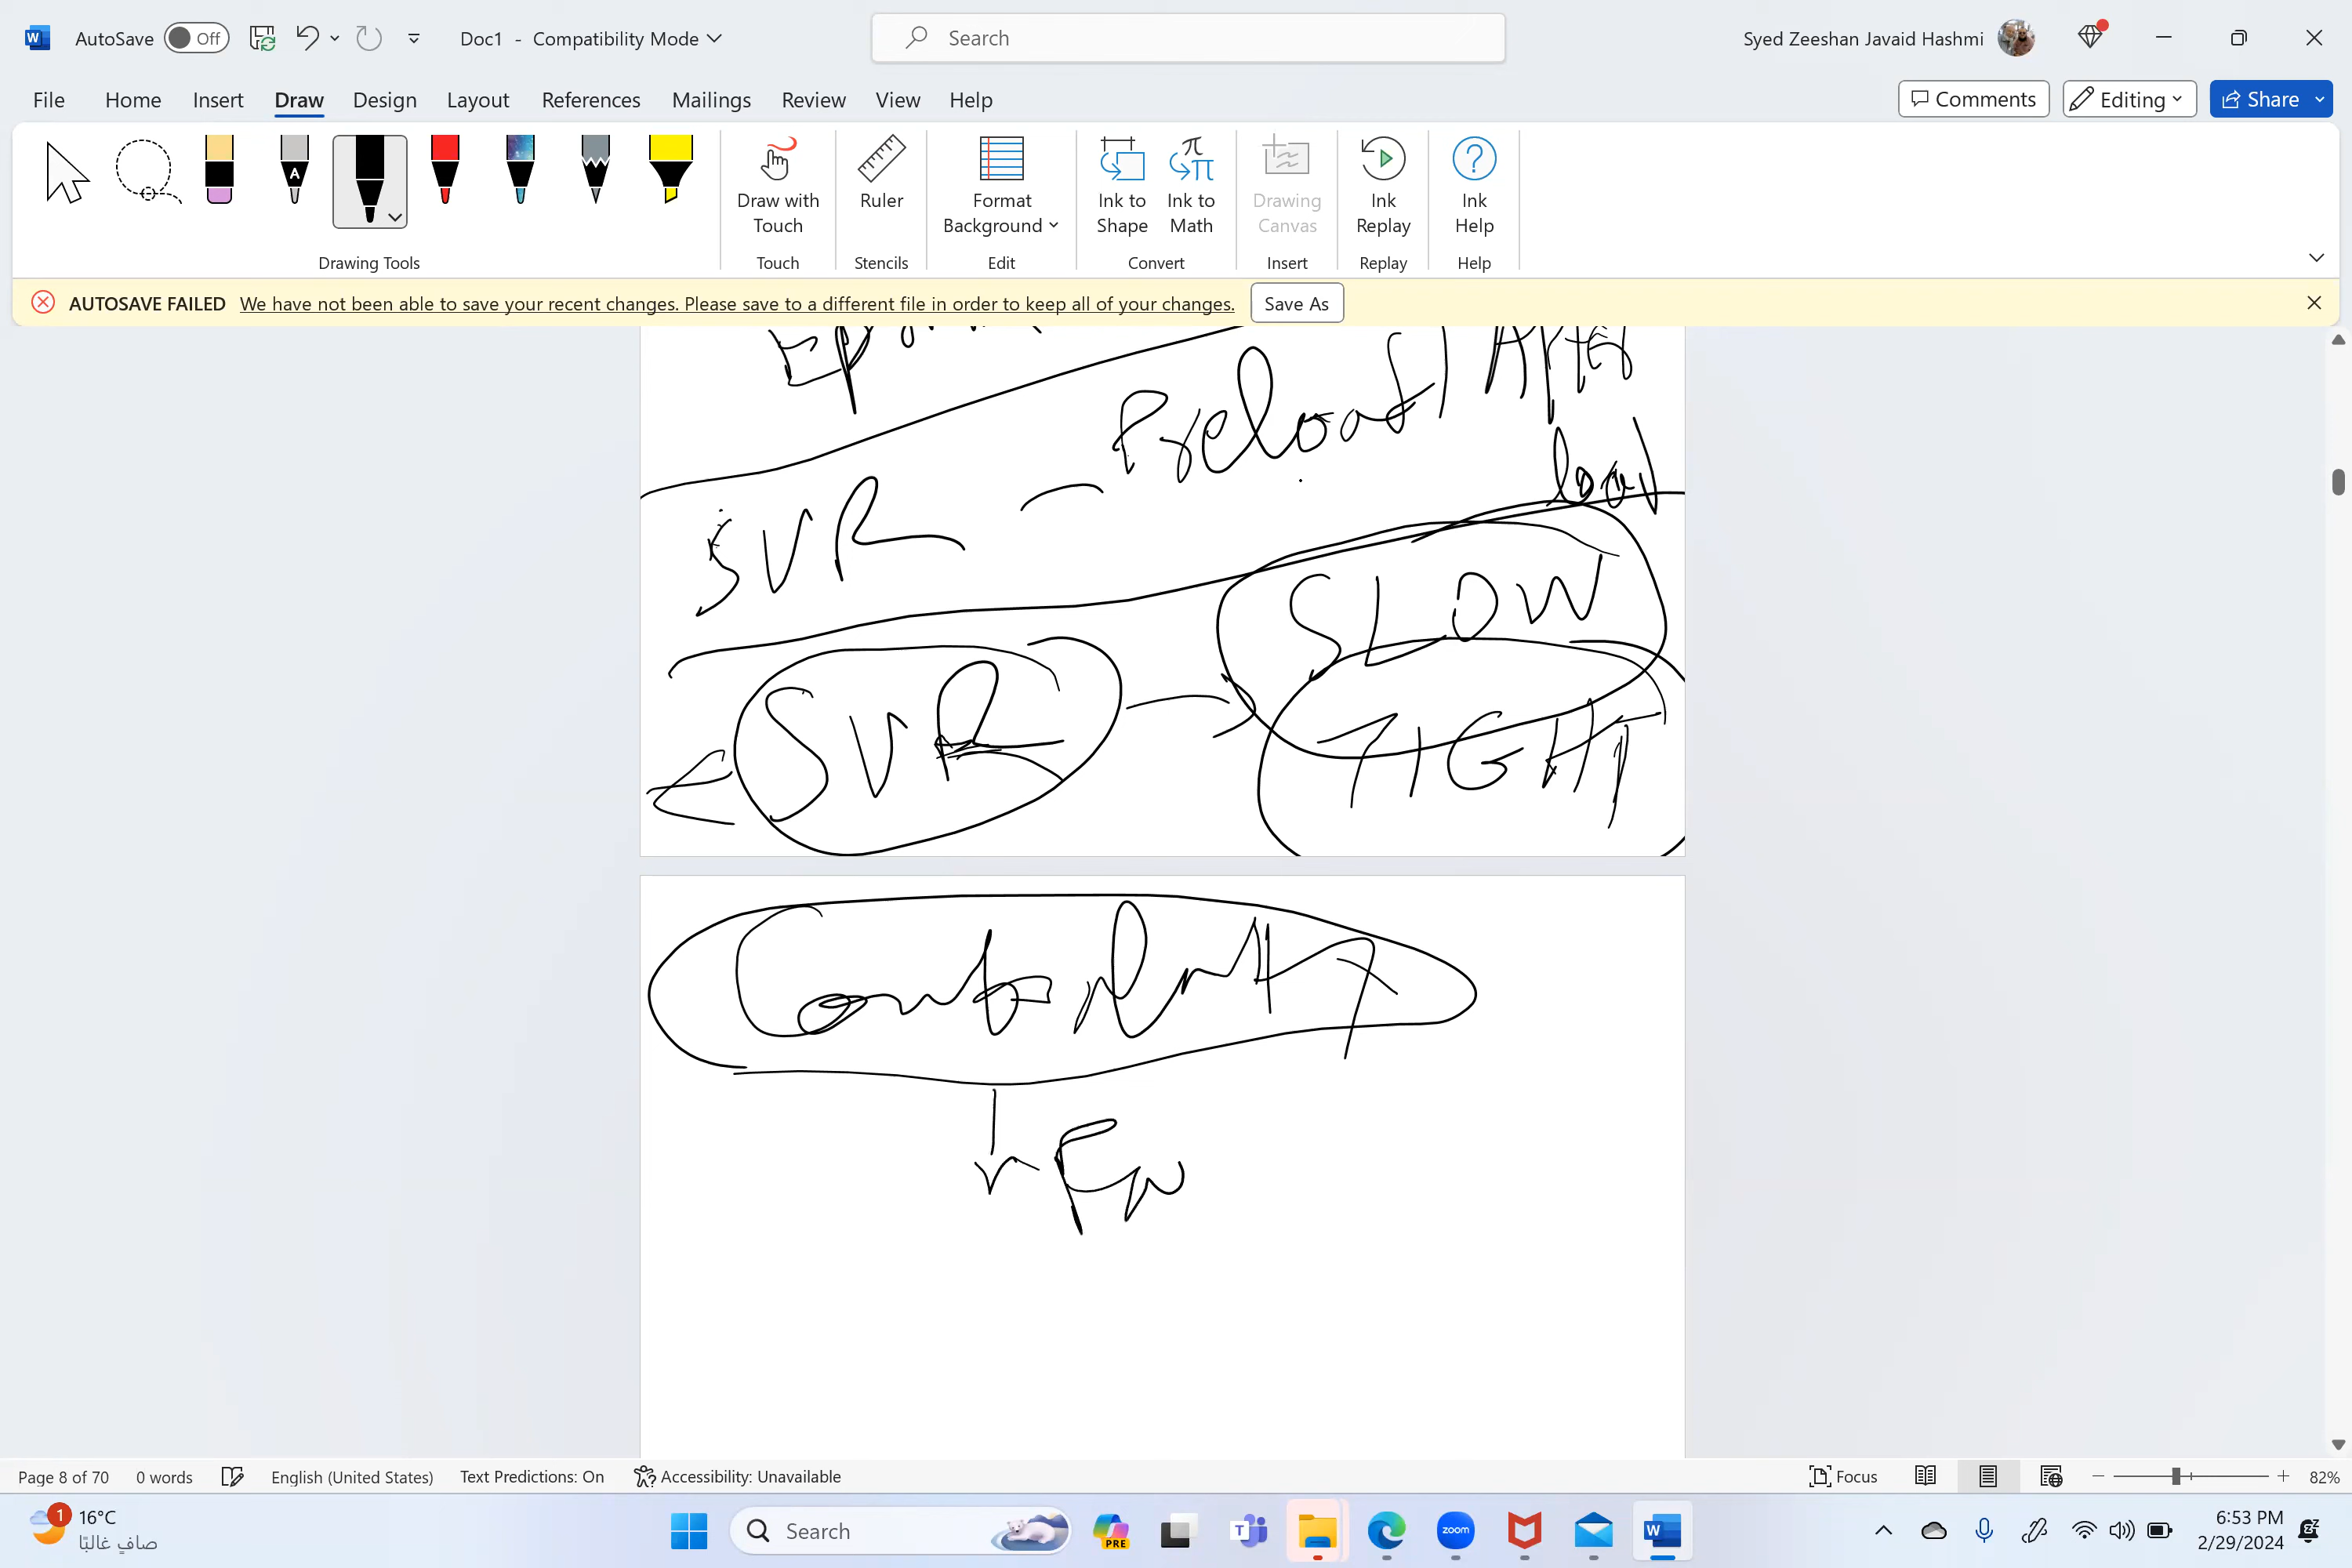 AutoSave Off Doc1 - Compatibility Mode Search Syed Zeeshan Javaid Hashmi
File Home Insert Draw Design Layout References Mailings Review View Help Comments Editing Share
A
Draw with Touch Ruler Format Background Ink to Shape Ink to Math Drawing Canvas Ink Replay Ink Help
Drawing Tools Touch Stencils Edit Convert Insert Replay Help
AUTOSAVE FAILED We have not been able to save your recent changes. Please save to a different file in order to keep all of your changes. Save As
Preload After
load
SVR
SLOW
SVR TIGHT
Page 8 of 70 0 words English (United States) Text Predictions: On Accessibility: Unavailable Focus 82%
1 16°C
صافٍ غالبًا
Search PRE T zoom W 6:53 PM
2/29/2024